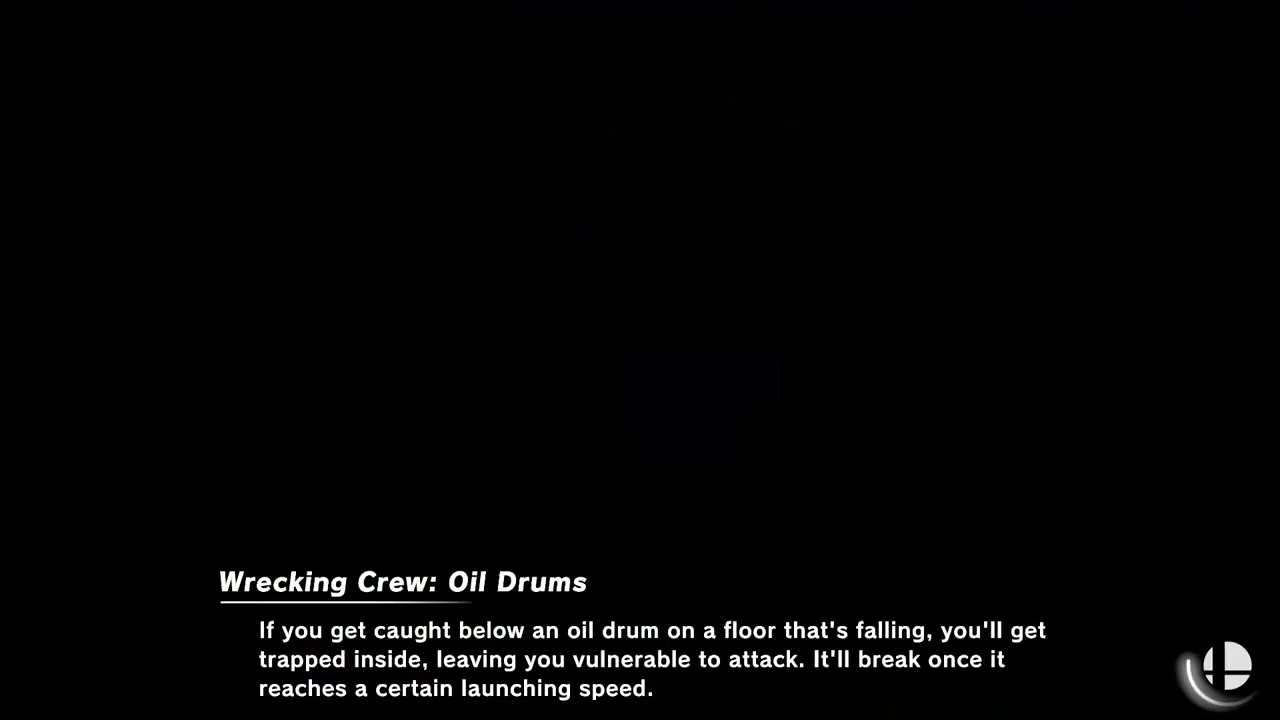 Wrecking Crew: Oil Drums
If you get caught below an oil drum on a floor that's falling, you'll get
trapped inside, leaving you vulnerable to attack. It'll break once it
reaches a certain launching speed.